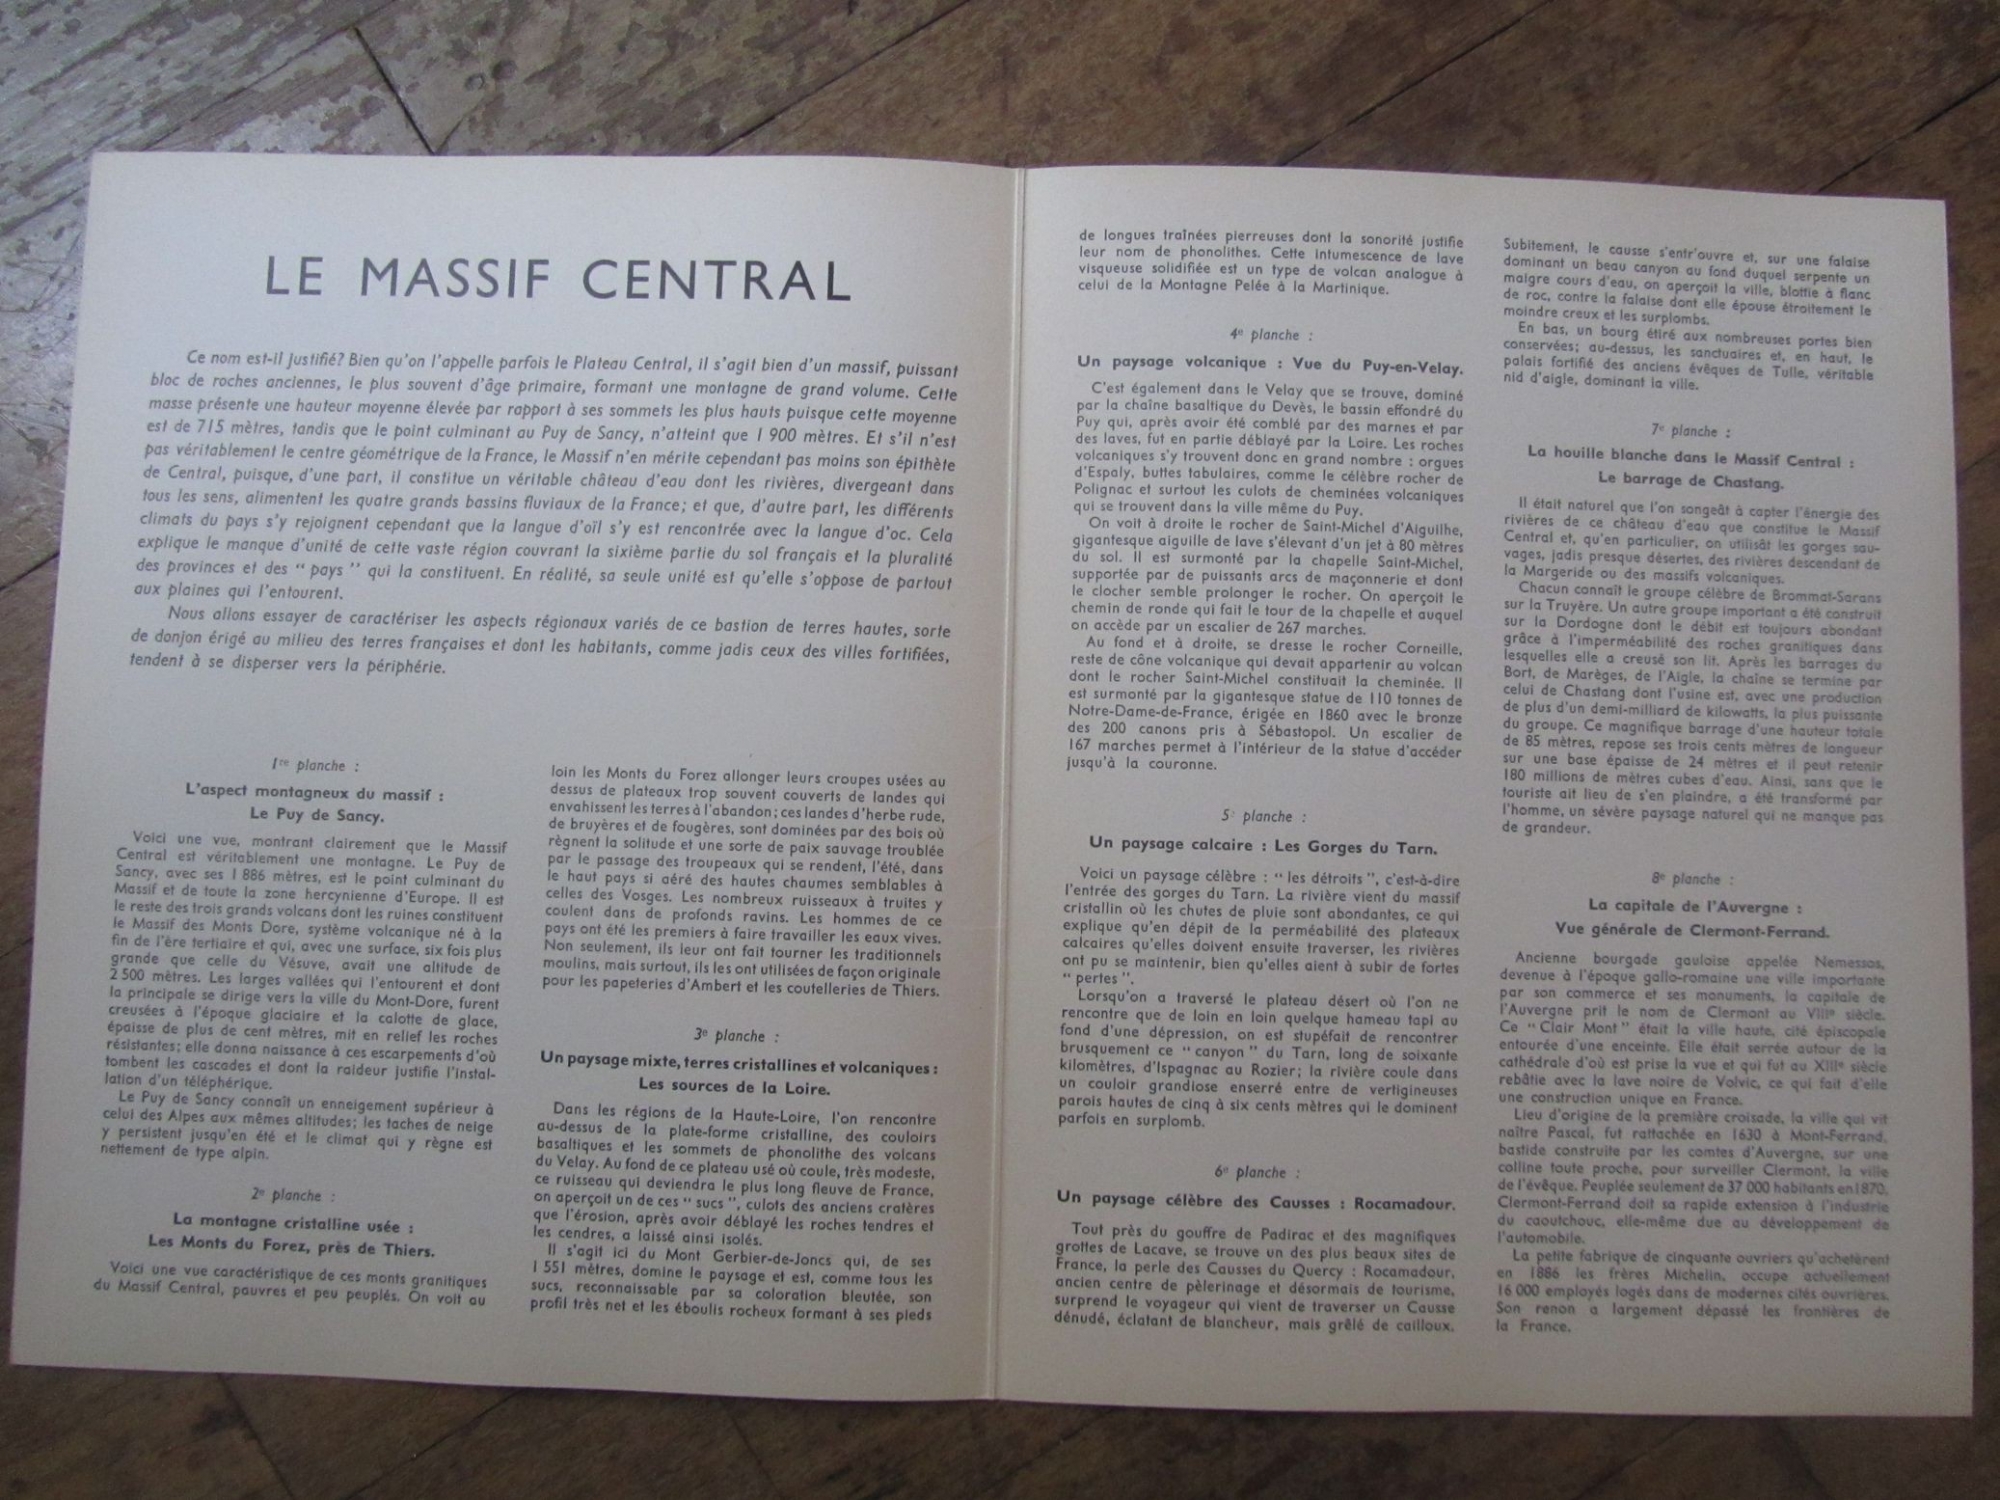 LE MASSIF CENTRAL
Ce nom est-il justifié? Bien qu'on l'appelle parfois le Plateau Central, il s'agit bien d'un massif, puissant
bloc de roches anciennes, le plus souvent d'âge primaire, formant une montagne de grand volume. Cette
masse présente une hauteur moyenne élevée par rapport à ses sommets les plus hauts puisque cette moyenne
est de 715 mètres, tandis que le point culminant au Puy de Sancy, n'atteint que 1 900 mètres. Et s'il n'est
pas véritablement le centre géométrique de la France, le Massif n'en mérite cependant pas moins son épithète
de Central, puisque, d'une part, il constitue un véritable château d'eau dont les rivières, divergeant dans
tous les sens, alimentent les quatre grands bassins fluviaux de la France; et que, d'autre part, les différents
climats du pays s'y rejoignent cependant que la langue d'oïl s'y est rencontrée avec la langue d'oc. Cela
explique le manque d'unité de cette vaste région couvrant la sixième partie du sol français et la pluralité
des provinces et des “ pays ” qui la constituent. En réalité, sa seule unité est qu'elle s'oppose de partout
aux plaines qui l'entourent.
Nous allons essayer de caractériser les aspects régionaux variés de ce bastion de terres hautes, sorte
de donjon érigé au milieu des terres françaises et dont les habitants, comme jadis ceux des villes fortifiées,
tendent à se disperser vers la périphérie.
1re planche :
L'aspect montagneux du massif :
Le Puy de Sancy.
Voici une vue, montrant clairement que le Massif
Central est véritablement une montagne. Le Puy de
Sancy, avec ses 1 886 mètres, est le point culminant du
Massif et de toute la zone hercynienne d'Europe. Il est
le reste des trois grands volcans dont les ruines constituent
le Massif des Monts Dore, système volcanique né à la
fin de l'ère tertiaire et qui, avec une surface, six fois plus
grande que celle du Vésuve, avait une altitude de
2 500 mètres. Les larges vallées qui l'entourent et dont
la principale se dirige vers la ville du Mont-Dore, furent
creusées à l'époque glaciaire et la calotte de glace,
épaisse de plus de cent mètres, mit en relief les roches
résistantes; elle donna naissance à ces escarpements d'où
tombent les cascades et dont la raideur justifie l'instal-
lation d'un téléphérique.
Le Puy de Sancy connaît un enneigement supérieur à
celui des Alpes aux mêmes altitudes; les taches de neige
y persistent jusqu'en été et le climat qui y règne est
nettement de type alpin.
2e planche :
La montagne cristalline usée :
Les Monts du Forez, près de Thiers.
Voici une vue caractéristique de ces monts granitiques
du Massif Central, pauvres et peu peuplés. On voit au
loin les Monts du Forez allonger leurs croupes usées au
dessus de plateaux trop souvent couverts de landes qui
envahissent les terres à l'abandon; ces landes d'herbe rude,
de bruyères et de fougères, sont dominées par des bois où
règnent la solitude et une sorte de paix sauvage troublée
par le passage des troupeaux qui se rendent, l'été, dans
le haut pays si aéré des hautes chaumes semblables à
celles des Vosges. Les nombreux ruisseaux à truites y
coulent dans de profonds ravins. Les hommes de ce
pays ont été les premiers à faire travailler les eaux vives.
Non seulement, ils leur ont fait tourner les traditionnels
moulins, mais surtout, ils les ont utilisées de façon originale
pour les papeteries d'Ambert et les coutelleries de Thiers.
3e planche :
Un paysage mixte, terres cristallines et volcaniques :
Les sources de la Loire.
Dans les régions de la Haute-Loire, l'on rencontre
au-dessus de la plate-forme cristalline, des couloirs
basaltiques et les sommets de phonolithe des volcans
du Velay. Au fond de ce plateau usé où coule, très modeste,
ce ruisseau qui deviendra le plus long fleuve de France,
on aperçoit un de ces “ sucs ”, culots des anciens cratères
que l'érosion, après avoir déblayé les roches tendres et
les cendres, a laissé ainsi isolés.
Il s'agit ici du Mont Gerbier-de-Joncs qui, de ses
1 551 mètres, domine le paysage et est, comme tous les
sucs, reconnaissable par sa coloration bleutée, son
profil très net et les éboulis rocheux formant à ses pieds
de longues traînées pierreuses dont la sonorité justifie
leur nom de phonolithes. Cette intumescence de lave
visqueuse solidifiée est un type de volcan analogue à
celui de la Montagne Pelée à la Martinique.
4e planche :
Un paysage volcanique : Vue du Puy-en-Velay.
C'est également dans le Velay que se trouve, dominé
par la chaîne basaltique du Devès, le bassin effondré du
Puy qui, après avoir été comblé par des marnes et par
des laves, fut en partie déblayé par la Loire. Les roches
volcaniques s'y trouvent donc en grand nombre : orgues
d'Espaly, buttes tabulaires, comme le célèbre rocher de
Polignac et surtout les culots de cheminées volcaniques
qui se trouvent dans la ville même du Puy.
On voit à droite le rocher de Saint-Michel d'Aiguilhe,
gigantesque aiguille de lave s'élevant d'un jet à 80 mètres
du sol. Il est surmonté par la chapelle Saint-Michel,
supportée par de puissants arcs de maçonnerie et dont
le clocher semble prolonger le rocher. On aperçoit le
chemin de ronde qui fait le tour de la chapelle et auquel
on accède par un escalier de 267 marches.
Au fond et à droite, se dresse le rocher Corneille,
reste de cône volcanique qui devait appartenir au volcan
dont le rocher Saint-Michel constituait la cheminée. Il
est surmonté par la gigantesque statue de 110 tonnes de
Notre-Dame-de-France, érigée en 1860 avec le bronze
des 200 canons pris à Sébastopol. Un escalier de
167 marches permet à l'intérieur de la statue d'accéder
jusqu'à la couronne.
5e planche :
Un paysage calcaire : Les Gorges du Tarn.
Voici un paysage célèbre : “ les détroits ”, c'est-à-dire
l'entrée des gorges du Tarn. La rivière vient du massif
cristallin où les chutes de pluie sont abondantes, ce qui
explique qu'en dépit de la perméabilité des plateaux
calcaires qu'elles doivent ensuite traverser, les rivières
ont pu se maintenir, bien qu'elles aient à subir de fortes
“ pertes ”.
Lorsqu'on a traversé le plateau désert où l'on ne
rencontre que de loin en loin quelque hameau tapi au
fond d'une dépression, on est stupéfait de rencontrer
brusquement ce “ canyon ” du Tarn, long de soixante
kilomètres, d'Ispagnac au Rozier; la rivière coule dans
un couloir grandiose enserré entre de vertigineuses
parois hautes de cinq à six cents mètres qui le dominent
parfois en surplomb.
6e planche :
Un paysage célèbre des Causses : Rocamadour.
Tout près du gouffre de Padirac et des magnifiques
grottes de Lacave, se trouve un des plus beaux sites de
France, la perle des Causses du Quercy : Rocamadour,
ancien centre de pèlerinage et désormais de tourisme,
surprend le voyageur qui vient de traverser un Causse
dénudé, éclatant de blancheur, mais grêlé de cailloux.
Subitement, le causse s'entr'ouvre et, sur une falaise
dominant un beau canyon au fond duquel serpente un
maigre cours d'eau, on aperçoit la ville, blottie à flanc
de roc, contre la falaise dont elle épouse étroitement le
moindre creux et les surplombs.
En bas, un bourg étiré aux nombreuses portes bien
conservées; au-dessus, les sanctuaires et, en haut, le
palais fortifié des anciens évêques de Tulle, véritable
nid d'aigle, dominant la ville.
7e planche :
La houille blanche dans le Massif Central :
Le barrage de Chastang.
Il était naturel que l'on songeât à capter l'énergie des
rivières de ce château d'eau que constitue le Massif
Central et, qu'en particulier, on utilisât les gorges sau-
vages, jadis presque désertes, des rivières descendant de
la Margeride ou des massifs volcaniques.
Chacun connaît le groupe célèbre de Brommat-Sarans
sur la Truyère. Un autre groupe important a été construit
sur la Dordogne dont le débit est toujours abondant
grâce à l'imperméabilité des roches granitiques dans
lesquelles elle a creusé son lit. Après les barrages du
Bort, de Marèges, de l'Aigle, la chaîne se termine par
celui de Chastang dont l'usine est, avec une production
de plus d'un demi-milliard de kilowatts, la plus puissante
du groupe. Ce magnifique barrage d'une hauteur totale
de 85 mètres, repose ses trois cents mètres de longueur
sur une base épaisse de 24 mètres et il peut retenir
180 millions de mètres cubes d'eau. Ainsi, sans que le
touriste ait lieu de s'en plaindre, a été transformé par
l'homme, un sévère paysage naturel qui ne manque pas
de grandeur.
8e planche :
La capitale de l'Auvergne :
Vue générale de Clermont-Ferrand.
Ancienne bourgade gauloise appelée Nemessos,
devenue à l'époque gallo-romaine une ville importante
par son commerce et ses monuments, la capitale de
l'Auvergne prit le nom de Clermont au VIIIe siècle.
Ce “ Clair Mont ” était la ville haute, cité épiscopale
entourée d'une enceinte. Elle était serrée autour de la
cathédrale d'où est prise la vue et qui fut au XIIIe siècle
rebâtie avec la lave noire de Volvic, ce qui fait d'elle
une construction unique en France.
Lieu d'origine de la première croisade, la ville qui vit
naître Pascal, fut rattachée en 1630 à Mont-Ferrand,
bastide construite par les comtes d'Auvergne, sur une
colline toute proche, pour surveiller Clermont, la ville
de l'évêque. Peuplée seulement de 37 000 habitants en 1870,
Clermont-Ferrand doit sa rapide extension à l'industrie
du caoutchouc, elle-même due au développement de
l'automobile.
La petite fabrique de cinquante ouvriers qu'achetèrent
en 1886 les frères Michelin, occupe actuellement
16 000 employés logés dans de modernes cités ouvrières.
Son renon a largement dépassé les frontières de
la France.